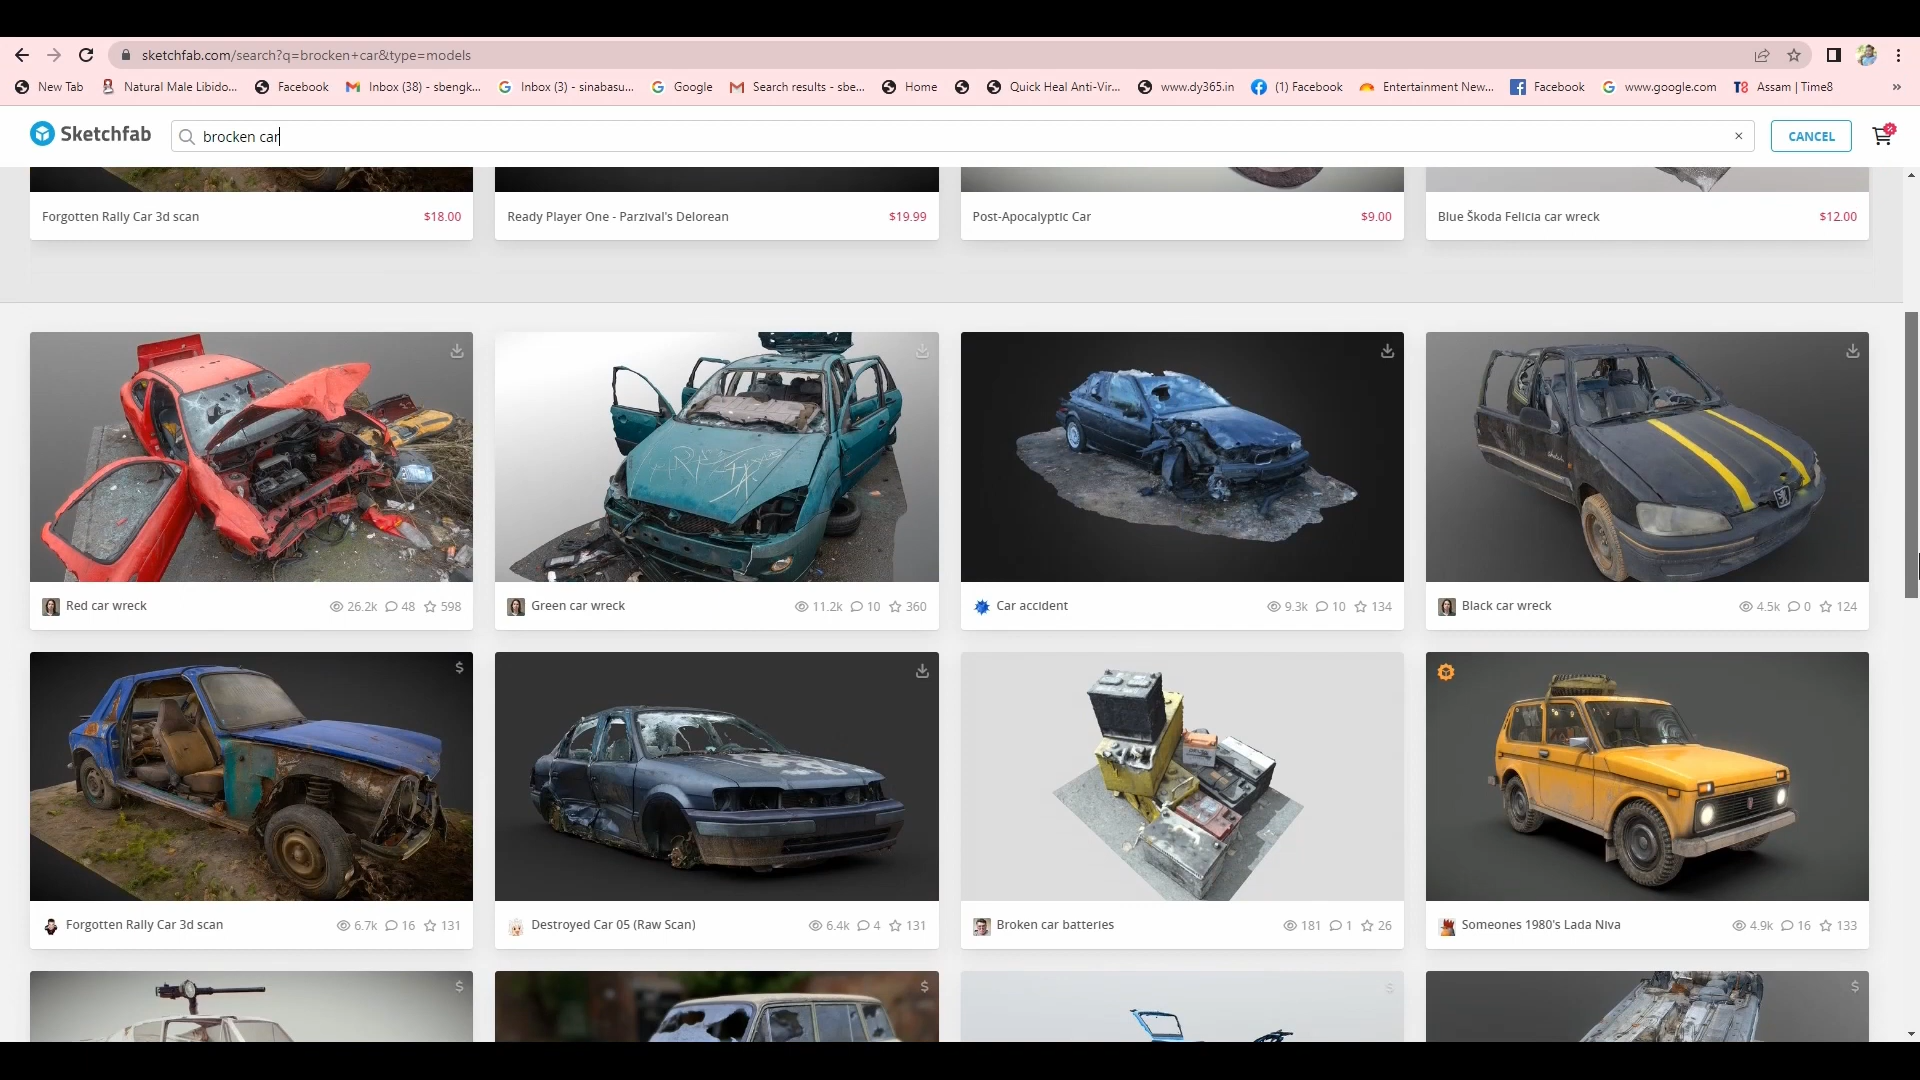 sketchfab.com/search?q=brocken+car&type=models
New Tab Natural Male Libido... Facebook Inbox (38) - sbengk... Inbox (3) - sinabasu... Google Search results - sbe... Home Quick Heal Anti-Vir... www.dy365.in (1) Facebook Entertainment New... Facebook www.google.com T8 Assam | Time8 »
Sketchfab brocken car × CANCEL
Forgotten Rally Car 3d scan $18.00 Ready Player One - Parzival's Delorean $19.99 Post-Apocalyptic Car $9.00 Blue Škoda Felicia car wreck $12.00
Red car wreck 26.2k 48 598 Green car wreck 11.2k 10 360 Car accident 9.3k 10 134 Black car wreck 4.5k 0 124
$
Forgotten Rally Car 3d scan 6.7k 16 131 Destroyed Car 05 (Raw Scan) 6.4k 4 131 Broken car batteries 181 1 26 Someones 1980's Lada Niva 4.9k 16 133
$ $ $ $